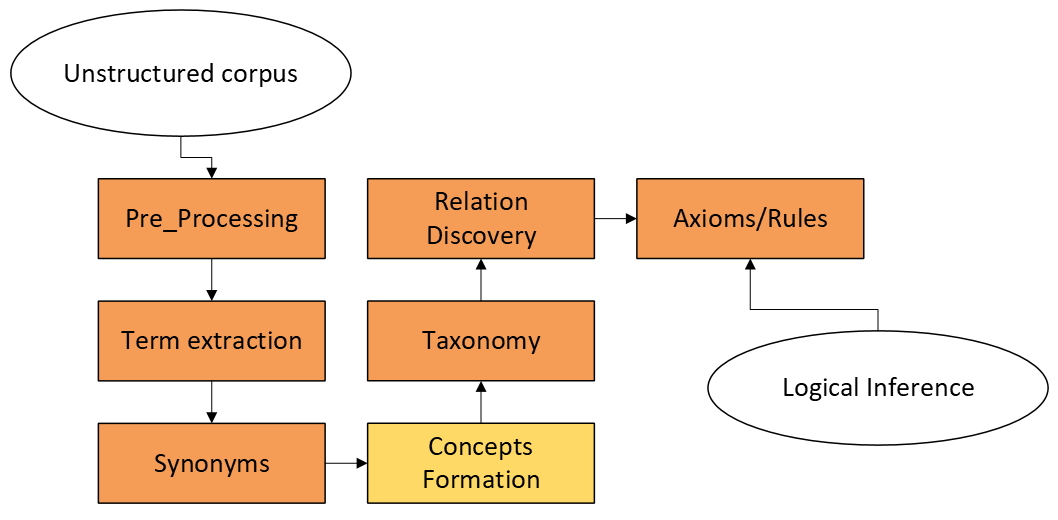 Unstructured corpus
Pre_Processing
Term extraction
Synonyms
Concepts
Formation
Taxonomy
Relation
Discovery
Axioms/Rules
Logical Inference